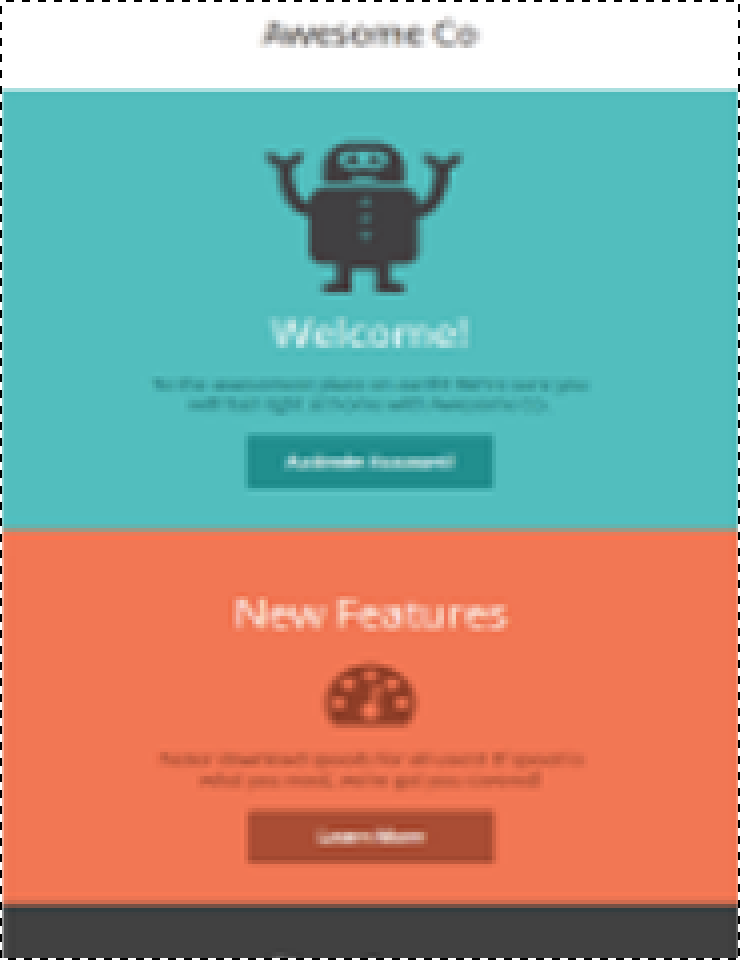 Awesome Co
Welcome!
To the awesomest place on earth! We're sure you
will feel right at home with Awesome Co.
Activate Account!
New Features
Faster download speeds for all users! If speed is
what you need, we've got you covered!
Learn More